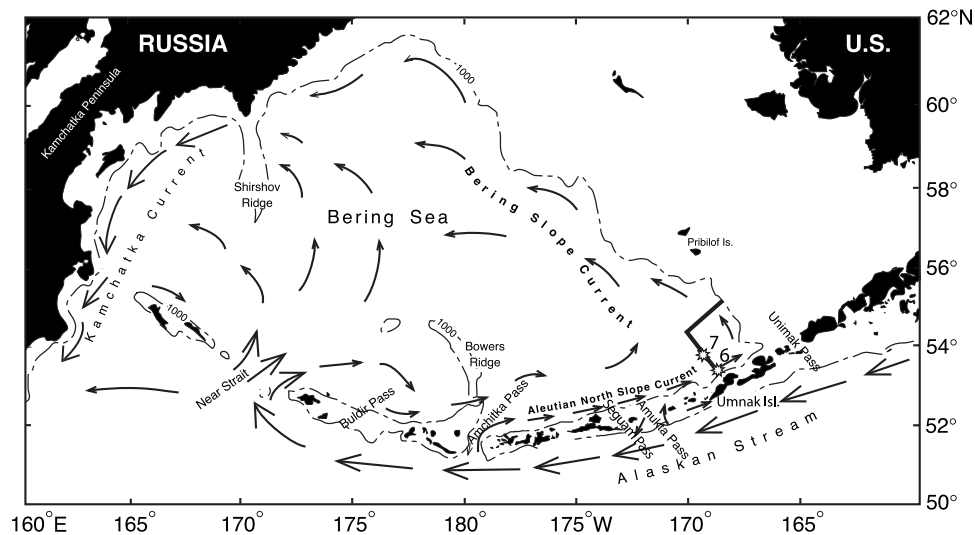 62°N
RUSSIA
U.S.
1000
60°
Kamchatka Peninsula
58°
Shirshov
Ridge
Bering Sea
Bering Slope Current
Kamchatka Current
Pribilof Is.
56°
1000
1000
Unimak Pass
7
6
54°
Bowers
Ridge
Near Strait
Buldir Pass
Amchitka Pass
Aleutian North Slope Current
Seguam Pass
Amukta Pass
Umnak Isl.
52°
Alaskan Stream
50°
160°E
165°
170°
175°
180°
175°W
170°
165°